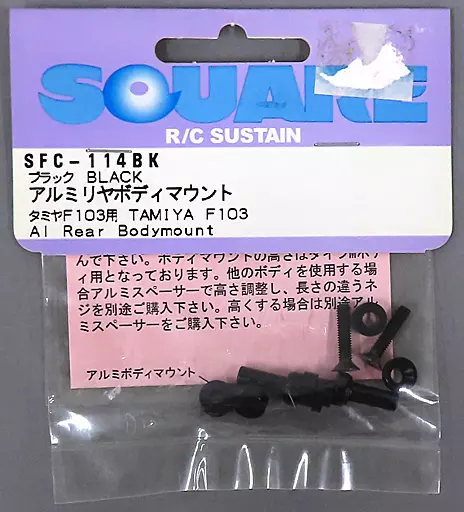 SQUARE
R/C SUSTAIN
SFC-114BK
ブラック BLACK
アルミリヤボディマウント
タミヤF103用 TAMIYA F103
Al Rear Bodymount
んで下さい。ボディマウントの高さは
ィ用となっております。他のボディを使用する場
合アルミスペーサーで高さ調整し、長さの違うネ
ジを別途ご購入下さい。高くする場合は別途アル
ミスペーサーをご購入下さい。
アルミボディマウント